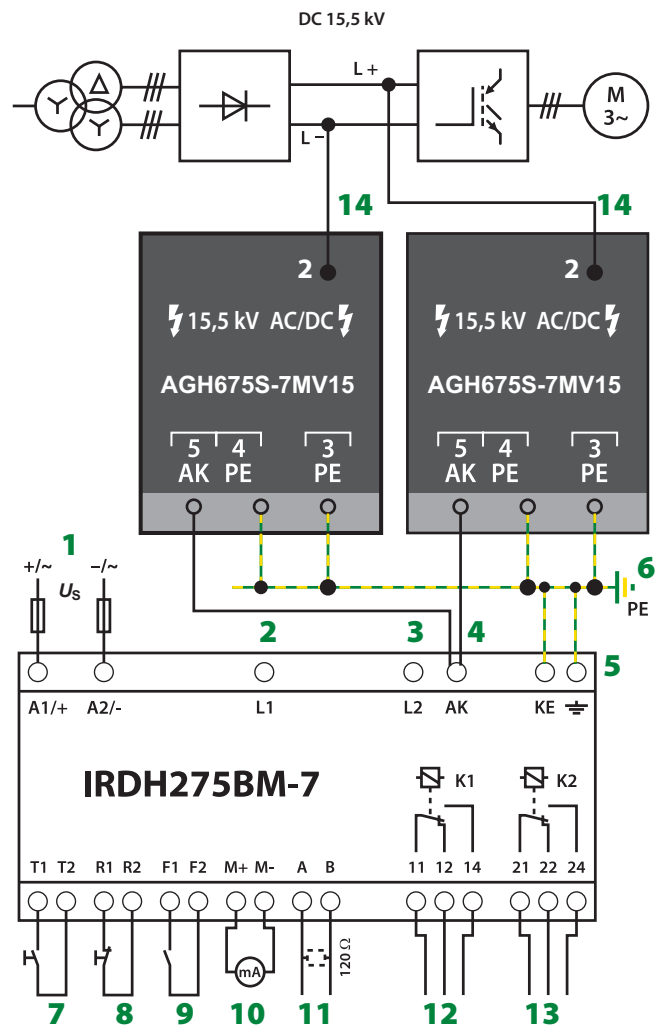 DC 15,5 kV
L +
L –
M
3~
14
14
2
2
15,5 kV AC/DC
15,5 kV AC/DC
AGH675S-7MV15
AGH675S-7MV15
5 4 3
AK PE PE
5 4 3
AK PE PE
1
+/~
–/~
US
6
PE
2
3
4
5
A1/+ A2/- L1 L2 AK KE
IRDH275BM-7
K1
K2
T1 T2 R1 R2 F1 F2 M+ M- A B 11 12 14 21 22 24
mA
120 Ω
7 8 9 10 11 12 13